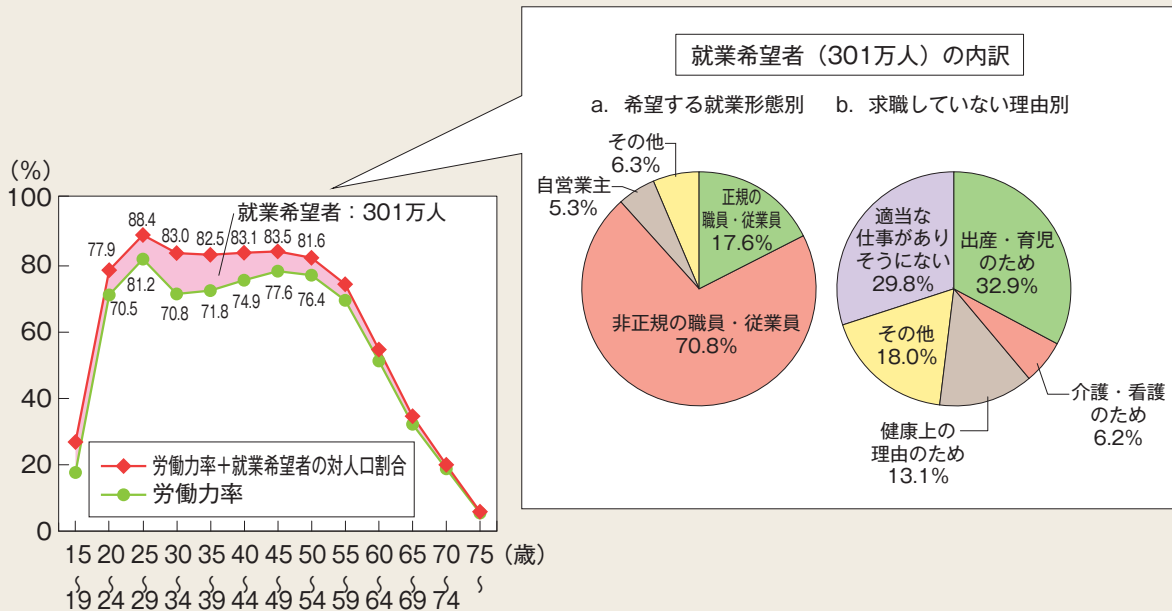 就業希望者（301万人）の内訳
a. 希望する就業形態別
b. 求職していない理由別
その他
6.3%
自営業主
5.3%
正規の
職員・従業員
17.6%
非正規の職員・従業員
70.8%
適当な
仕事があり
そうにない
29.8%
出産・育児
のため
32.9%
その他
18.0%
介護・看護
のため
6.2%
健康上の
理由のため
13.1%
（%）
100
80
60
40
20
0
就業希望者：301万人
77.9
88.4
83.0
82.5
83.1
83.5
81.6
70.5
81.2
70.8
71.8
74.9
77.6
76.4
労働力率＋就業希望者の対人口割合
労働力率
15〜19
20〜24
25〜29
30〜34
35〜39
40〜44
45〜49
50〜54
55〜59
60〜64
65〜69
70〜74
75〜
（歳）